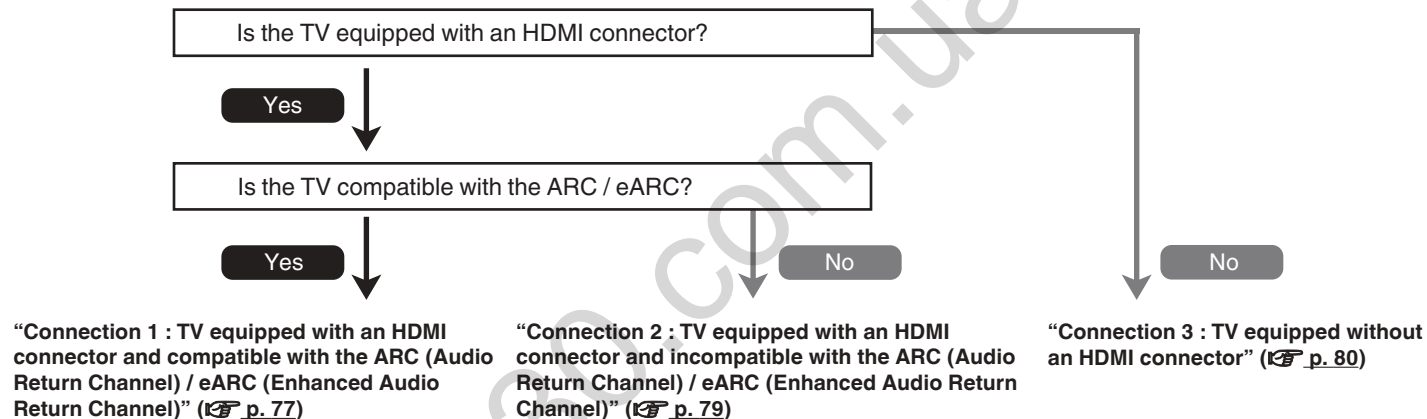 Is the TV equipped with an HDMI connector?
Yes
Is the TV compatible with the ARC / eARC?
Yes
No
No
“Connection 1 : TV equipped with an HDMI
connector and compatible with the ARC (Audio
Return Channel) / eARC (Enhanced Audio
Return Channel)” (☞ p. 77)
“Connection 2 : TV equipped with an HDMI
connector and incompatible with the ARC (Audio
Return Channel) / eARC (Enhanced Audio Return
Channel)” (☞ p. 79)
“Connection 3 : TV equipped without
an HDMI connector” (☞ p. 80)
30.com.ua